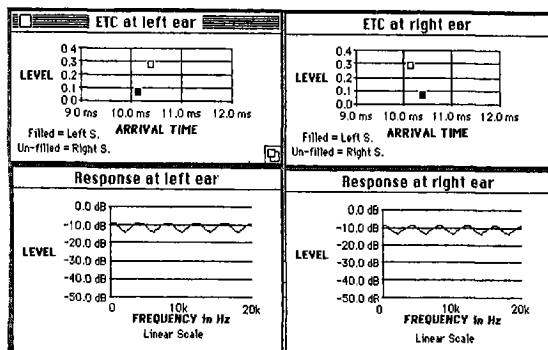 ETC at left ear
0.4
0.3
LEVEL 0.2
0.1
0.0
9.0 ms 10.0 ms 11.0 ms 12.0 ms
Filled = Left S. ARRIVAL TIME
Un-filled = Right S.
ETC at right ear
0.4
0.3
LEVEL 0.2
0.1
0.0
9.0 ms 10.0 ms 11.0 ms 12.0 ms
Filled = Left S. ARRIVAL TIME
Un-filled = Right S.
Response at left ear
0.0 dB
-10.0 dB
-20.0 dB
LEVEL
-30.0 dB
-40.0 dB
-50.0 dB
0 10k 20k
FREQUENCY in Hz
Linear Scale
Response at right ear
0.0 dB
-10.0 dB
-20.0 dB
LEVEL
-30.0 dB
-40.0 dB
-50.0 dB
0 10k 20k
FREQUENCY in Hz
Linear Scale